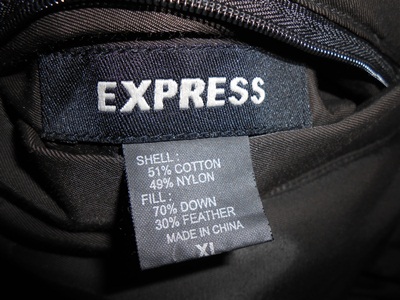 EXPRESS
SHELL:
51% COTTON
49% NYLON
FILL:
70% DOWN
30% FEATHER
MADE IN CHINA
XL